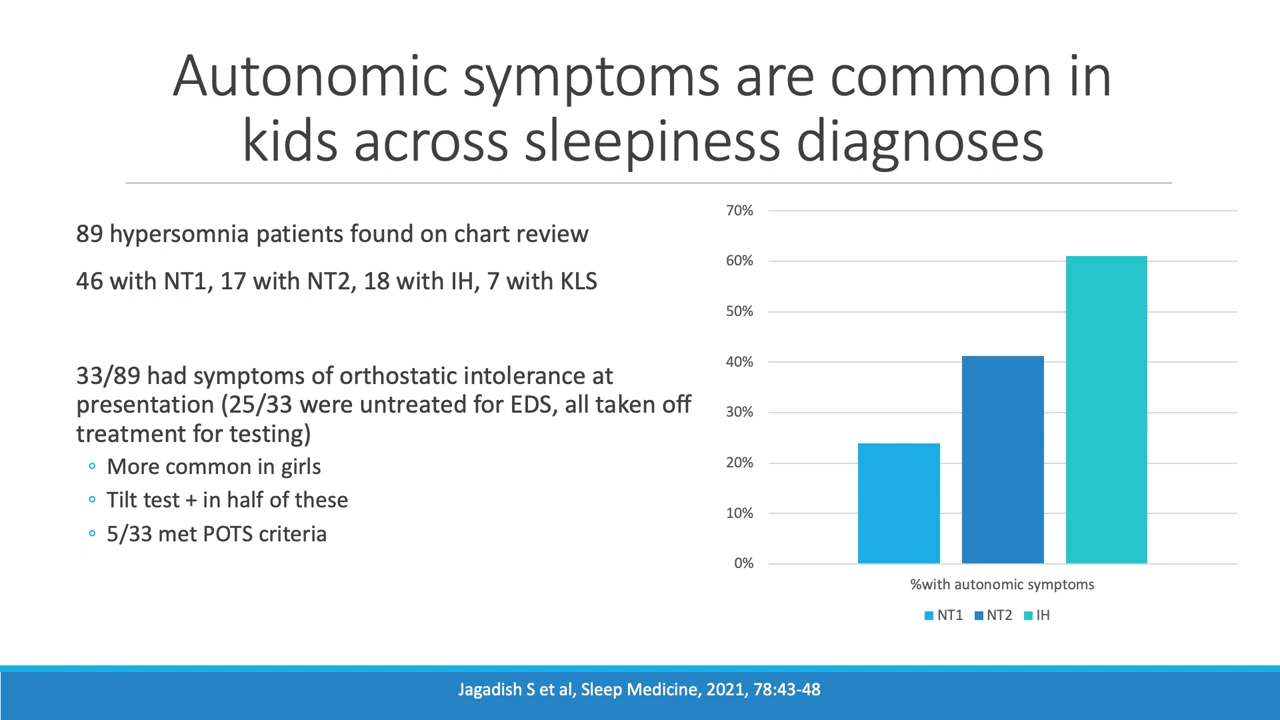 Autonomic symptoms are common in
kids across sleepiness diagnoses
89 hypersomnia patients found on chart review
46 with NT1, 17 with NT2, 18 with IH, 7 with KLS
33/89 had symptoms of orthostatic intolerance at
presentation (25/33 were untreated for EDS, all taken off
treatment for testing)
More common in girls
Tilt test + in half of these
5/33 met POTS criteria
70%
60%
50%
40%
30%
20%
10%
0%
%with autonomic symptoms
NT1 NT2 IH
Jagadish S et al, Sleep Medicine, 2021, 78:43-48